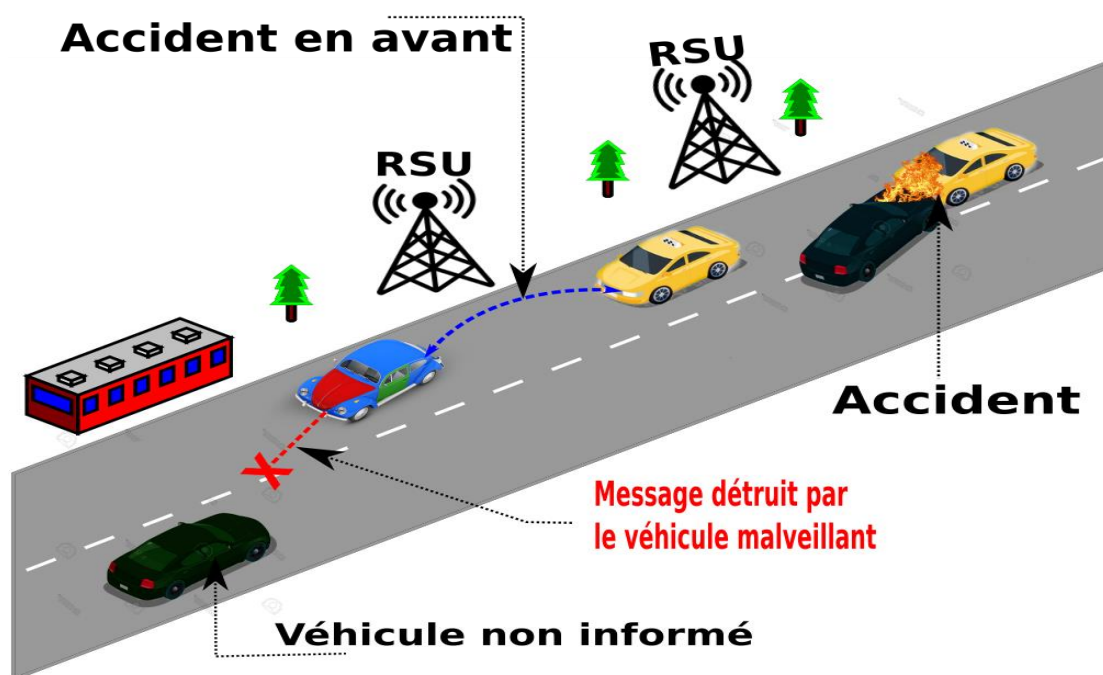 Accident en avant
RSU
RSU
Accident
Message détruit par
le véhicule malveillant
Véhicule non informé